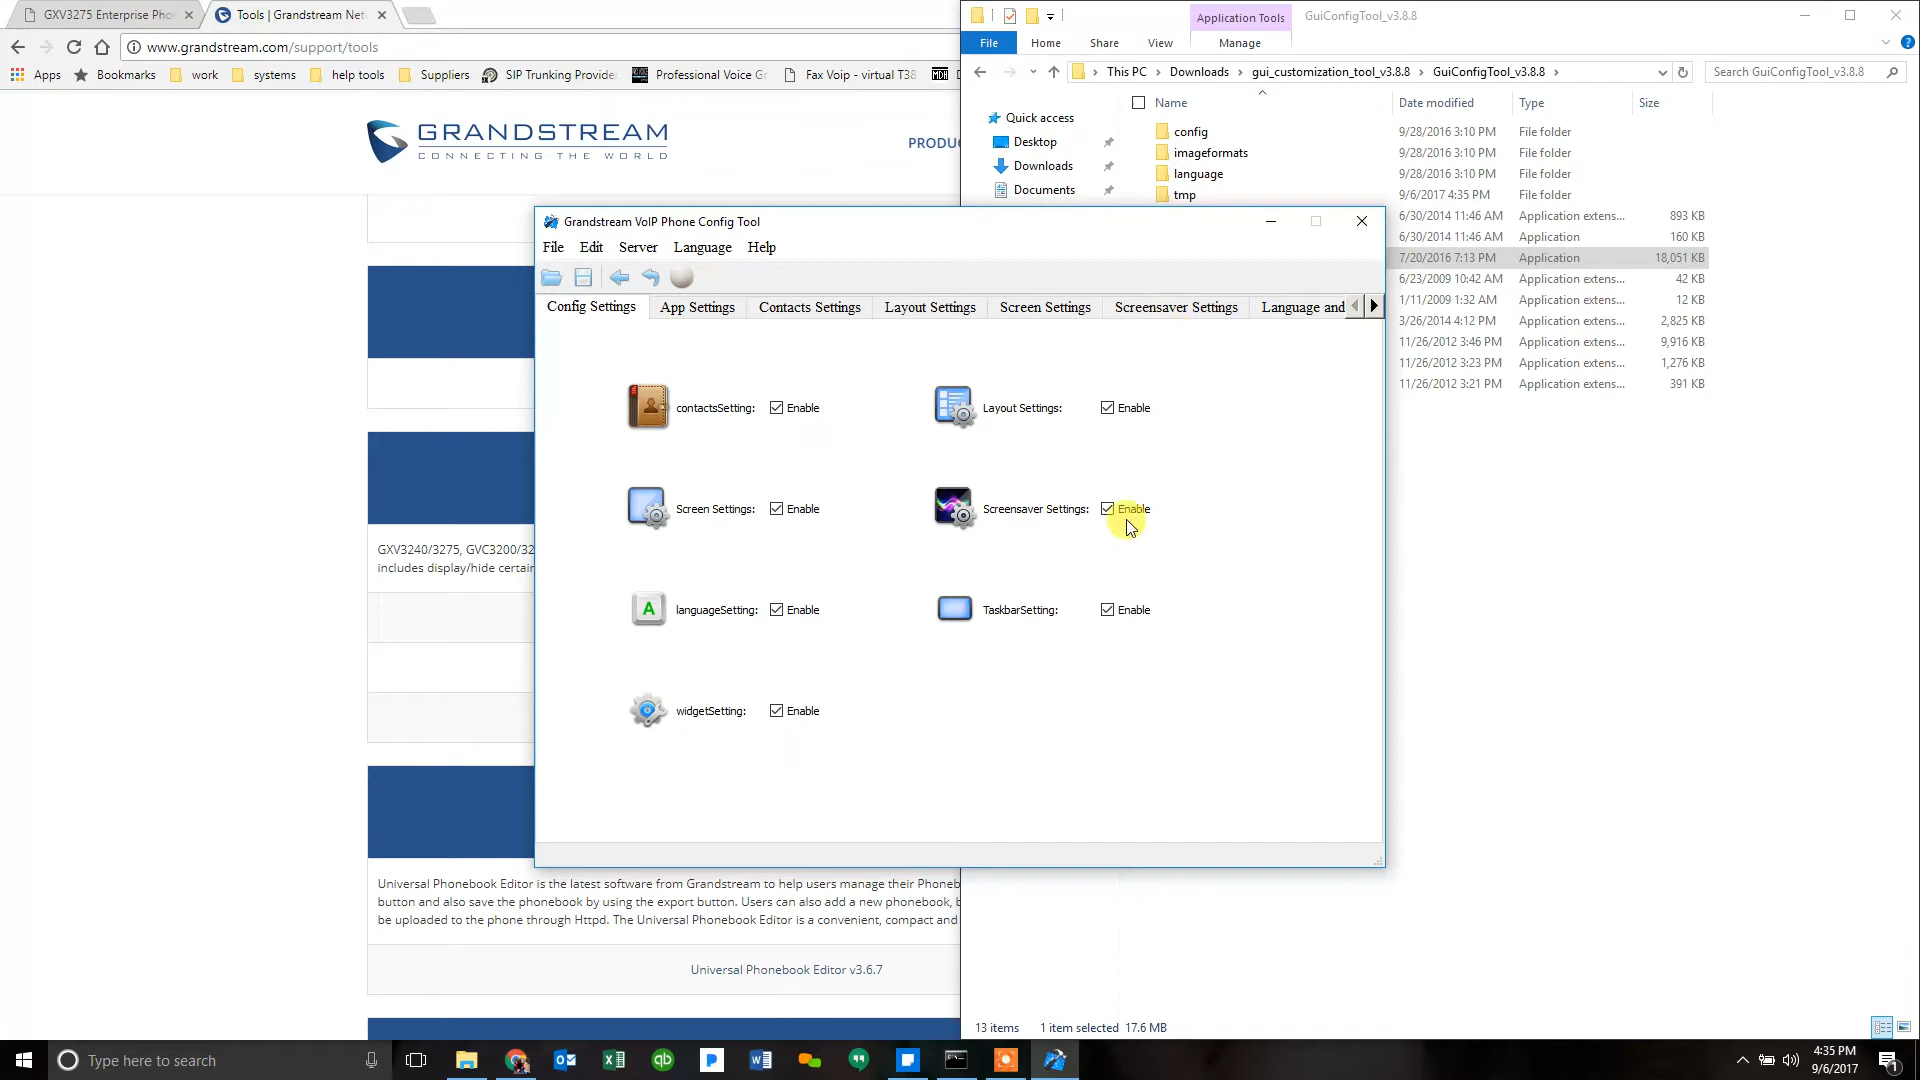 GXV3275 Enterprise Pho
Tools | Grandstream Net
www.grandstream.com/support/tools
Apps
Bookmarks
work
systems
help tools
Suppliers
SIP Trunking Provide
Professional Voice Gr
Fax Voip - virtual T38
GRANDSTREAM
CONNECTING THE WORLD
PRODU
GXV3240/3275, GVC3200/32
includes display/hide certain
Universal Phonebook Editor is the latest software from Grandstream to help users manage their Phoneb
button and also save the phonebook by using the export button. Users can also add a new phonebook, b
be uploaded to the phone through Httpd. The Universal Phonebook Editor is a convenient, compact and
Universal Phonebook Editor v3.6.7
Application Tools
GuiConfigTool_v3.8.8
File
Home
Share
View
Manage
This PC
Downloads
gui_customization_tool_v3.8.8
GuiConfigTool_v3.8.8
Search GuiConfigTool_v3.8.8
Quick access
Desktop
Downloads
Documents
Name
Date modified
Type
Size
config
9/28/2016 3:10 PM
File folder
imageformats
9/28/2016 3:10 PM
File folder
language
9/28/2016 3:10 PM
File folder
tmp
9/6/2017 4:35 PM
File folder
6/30/2014 11:46 AM
Application extens...
893 KB
6/30/2014 11:46 AM
Application
160 KB
7/20/2016 7:13 PM
Application
18,051 KB
6/23/2009 10:42 AM
Application extens...
42 KB
1/11/2009 1:32 AM
Application extens...
12 KB
3/26/2014 4:12 PM
Application extens...
2,825 KB
11/26/2012 3:46 PM
Application extens...
9,916 KB
11/26/2012 3:23 PM
Application extens...
1,276 KB
11/26/2012 3:21 PM
Application extens...
391 KB
13 items
1 item selected 17.6 MB
Grandstream VoIP Phone Config Tool
File
Edit
Server
Language
Help
Config Settings
App Settings
Contacts Settings
Layout Settings
Screen Settings
Screensaver Settings
Language and
contactsSetting:
Enable
Layout Settings:
Enable
Screen Settings:
Enable
Screensaver Settings:
Enable
A
languageSetting:
Enable
TaskbarSetting:
Enable
widgetSetting:
Enable
Type here to search
4:35 PM
9/6/2017